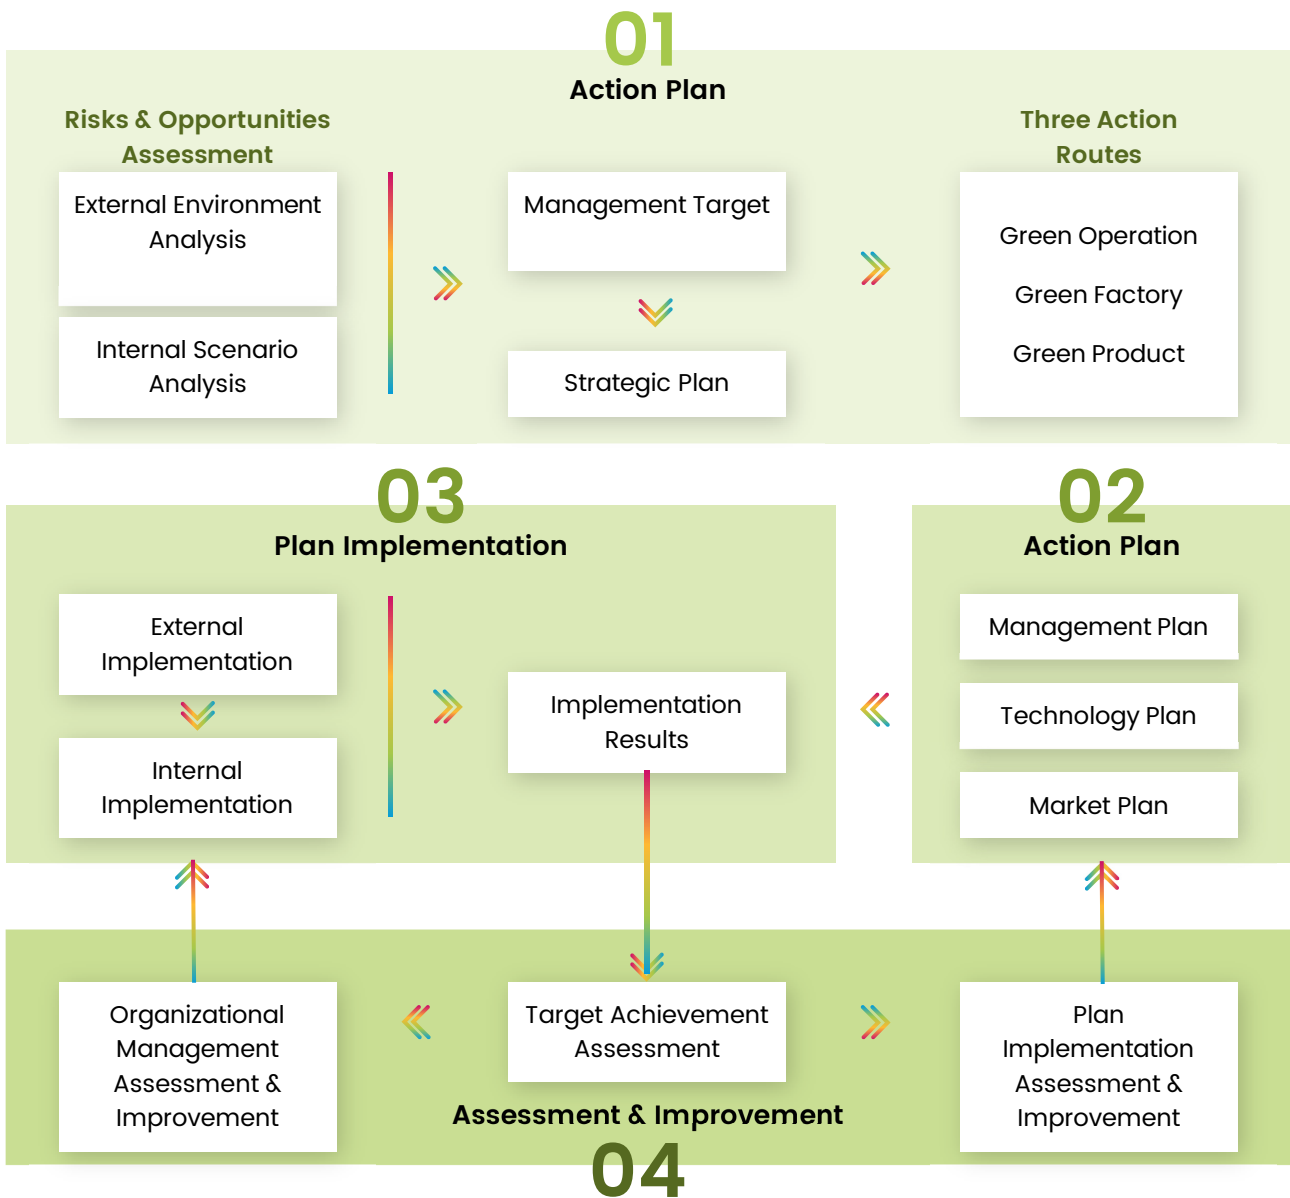 01
Action Plan
Risks & Opportunities
Assessment
External Environment
Analysis
Internal Scenario
Analysis
Management Target
Strategic Plan
Three Action
Routes
Green Operation
Green Factory
Green Product
03
Plan Implementation
External
Implementation
Internal
Implementation
Implementation
Results
02
Action Plan
Management Plan
Technology Plan
Market Plan
Organizational
Management
Assessment &
Improvement
Target Achievement
Assessment
Plan
Implementation
Assessment &
Improvement
Assessment & Improvement
04